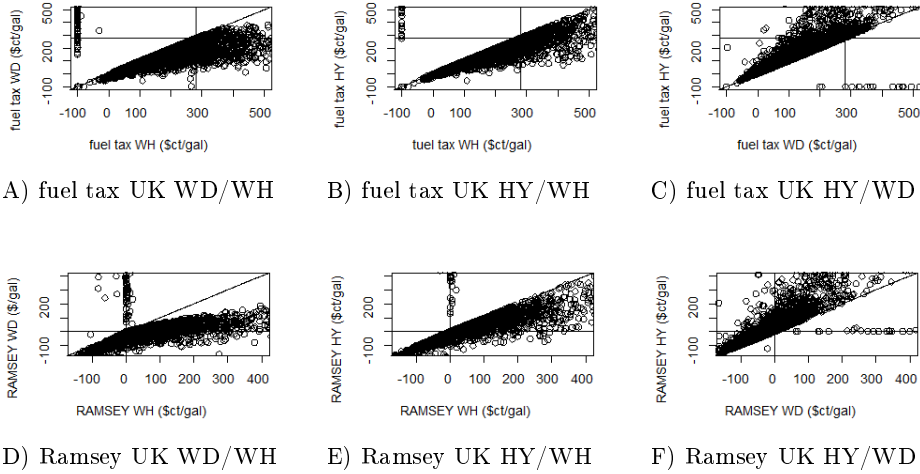 fuel tax WD ($ct/gal)
500
200
-100
-100 0 100 200 300 500
fuel tax WH ($ct/gal)
A) fuel tax UK WD/WH
fuel tax HY ($ct/gal)
500
200
-100
-100 0 100 200 300 500
fuel tax WH ($ct/gal)
B) fuel tax UK HY/WH
fuel tax HY ($ct/gal)
500
200
-100
-100 0 100 200 300 500
fuel tax WD ($ct/gal)
C) fuel tax UK HY/WD
RAMSEY WD ($/gal)
200
-100
-100 0 100 200 300 400
RAMSEY WH ($ct/gal)
D) Ramsey UK WD/WH
RAMSEY HY ($ct/gal)
200
-100
-100 0 100 200 300 400
RAMSEY WH ($ct/gal)
E) Ramsey UK HY/WH
RAMSEY HY ($ct/gal)
200
-100
-100 0 100 200 300 400
RAMSEY WD ($ct/gal)
F) Ramsey UK HY/WD